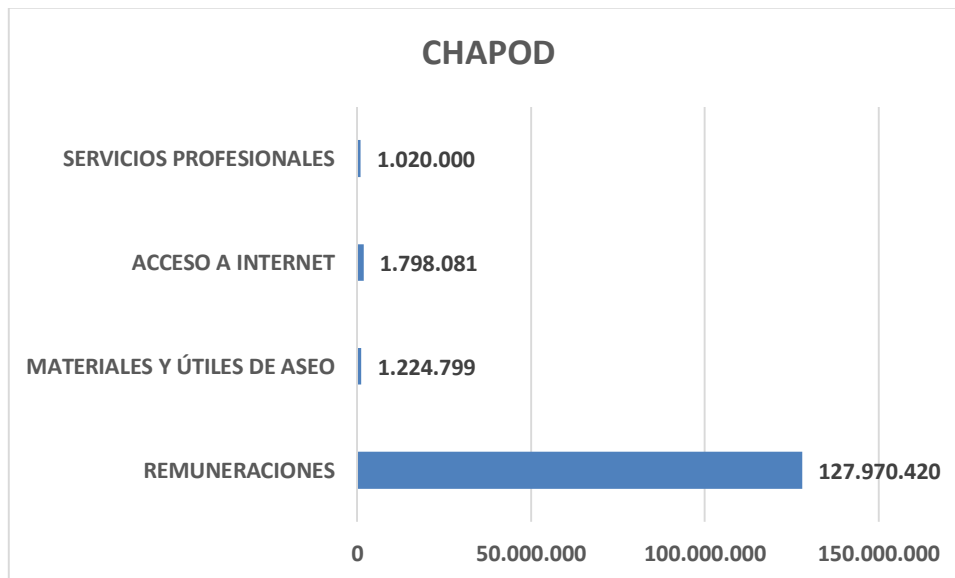 CHAPOD
SERVICIOS PROFESIONALES 1.020.000
ACCESO A INTERNET 1.798.081
MATERIALES Y ÚTILES DE ASEO 1.224.799
REMUNERACIONES 127.970.420
0 50.000.000 100.000.000 150.000.000